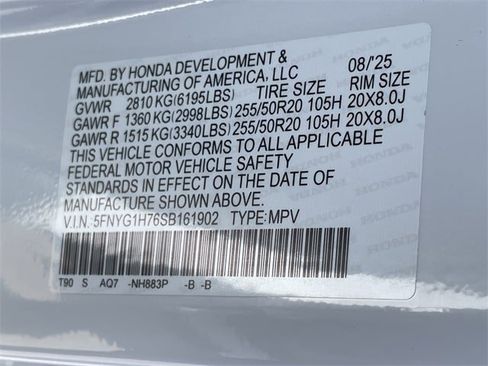 MFD. BY HONDA DEVELOPMENT & MANUFACTURING OF AMERICA, LLC 08/'25
GVWR 2810 KG(6195LBS) TIRE SIZE RIM SIZE
GAWR F 1360 KG(2998LBS) 255/50R20 105H 20X8.0J
GAWR R 1515 KG(3340LBS) 255/50R20 105H 20X8.0J
THIS VEHICLE CONFORMS TO ALL APPLICABLE
FEDERAL MOTOR VEHICLE SAFETY
STANDARDS IN EFFECT ON THE DATE OF
MANUFACTURE SHOWN ABOVE.
V.I.N. 5FNYG1H76SB161902 TYPE: MPV
T90 S AQ7 -NH883P -B -B